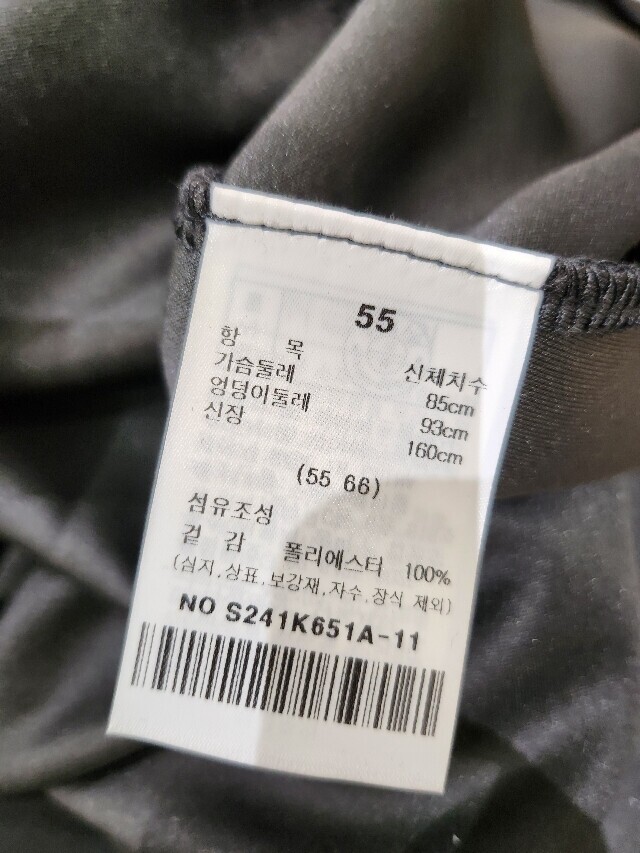 55
항 목 신체치수
가슴둘레 85cm
엉덩이둘레 93cm
신장 160cm
(55 66)
섬유조성
겉 감 폴리에스터 100%
(심지,상표,보강재,자수,장식 제외)
NO S241K651A-11